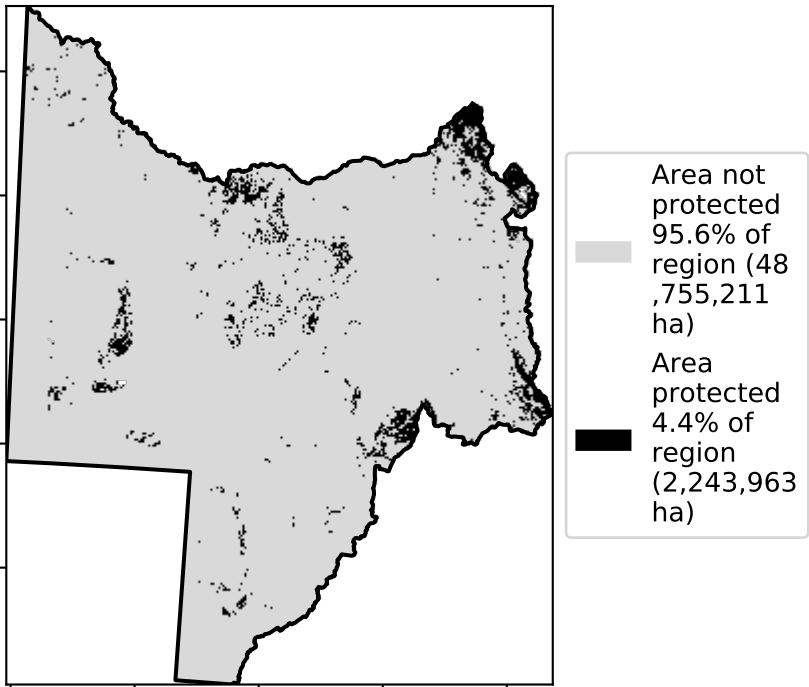 Area not
protected
95.6% of
region (48
,755,211
ha)
Area
protected
4.4% of
region
(2,243,963
ha)